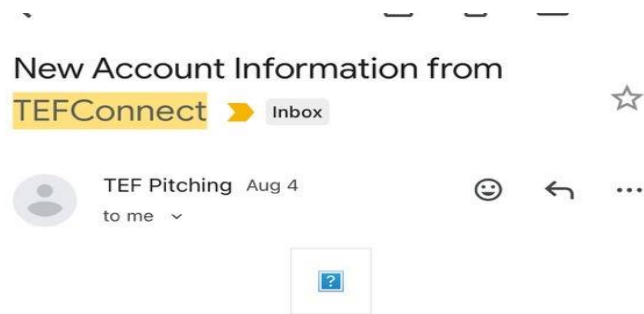 New Account Information from
TEFConnect Inbox
TEF Pitching Aug 4
to me
?